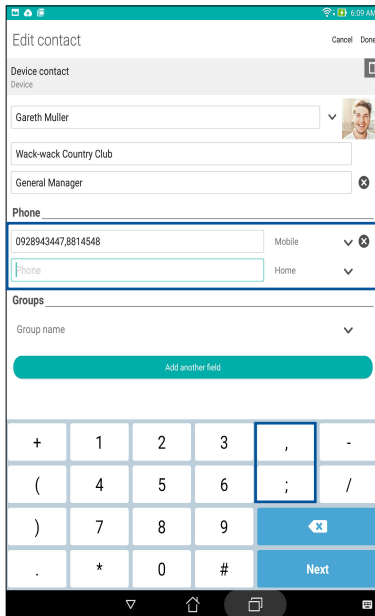 6:09 AM
Edit contact
Cancel Done
Device contact
Device
Gareth Muller
Wack-wack Country Club
General Manager
Phone
0928943447,8814548 Mobile
Phone Home
Groups
Group name
Add another field
+ 1 2 3 , -
( 4 5 6 ; /
) 7 8 9
. * 0 # Next